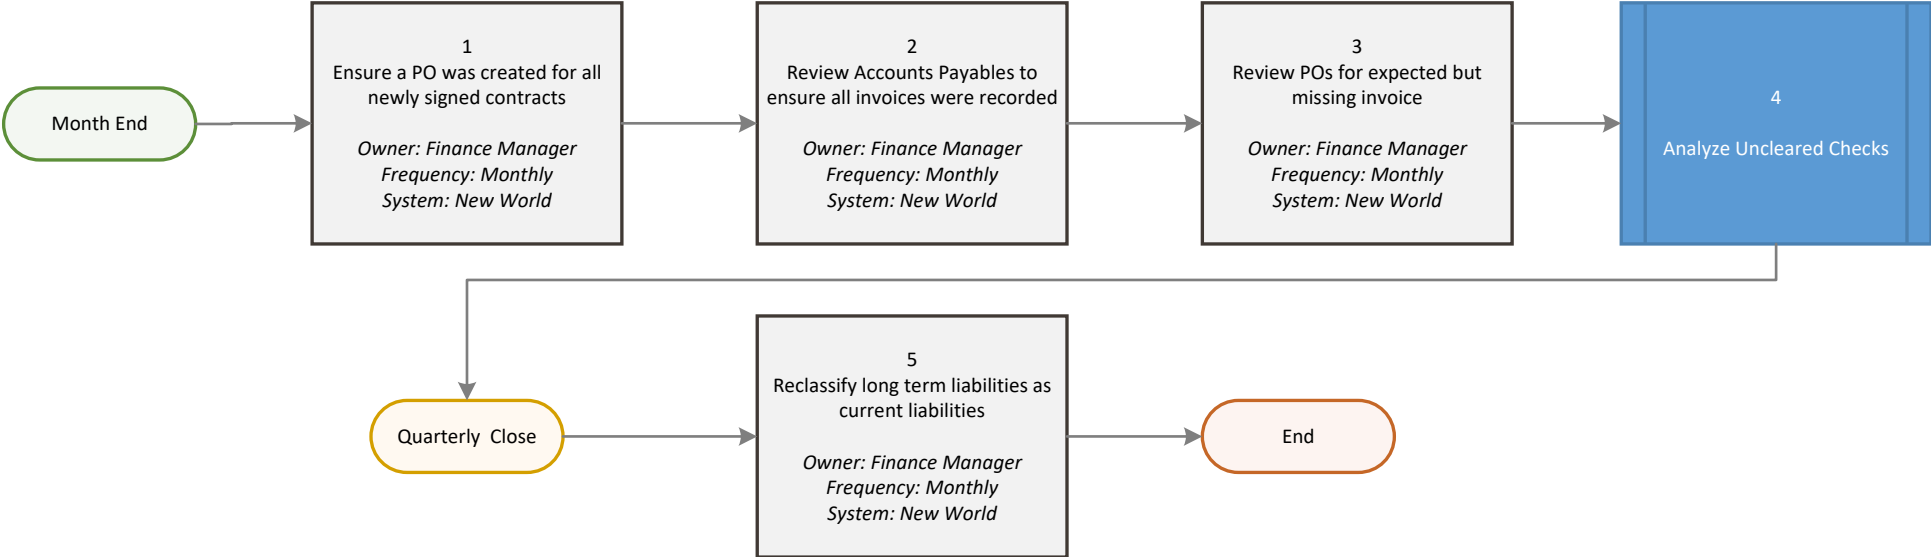 Month End
1
Ensure a PO was created for all
newly signed contracts
Owner: Finance Manager
Frequency: Monthly
System: New World
2
Review Accounts Payables to
ensure all invoices were recorded
Owner: Finance Manager
Frequency: Monthly
System: New World
3
Review POs for expected but
missing invoice
Owner: Finance Manager
Frequency: Monthly
System: New World
4
Analyze Uncleared Checks
Quarterly Close
5
Reclassify long term liabilities as
current liabilities
Owner: Finance Manager
Frequency: Monthly
System: New World
End